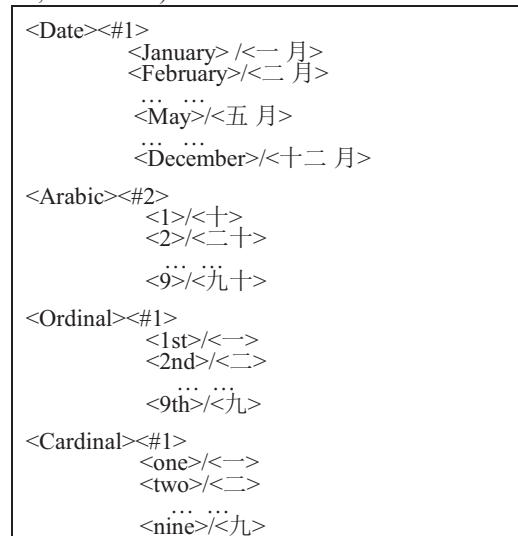 <Date><#1>
<January> /<一 月>
<February>/<二 月>
… …
<May>/<五 月>
… …
<December>/<十二 月>
<Arabic><#2>
<1>/<十>
<2>/<二十>
… …
<9>/<九十>
<Ordinal><#1>
<1st>/<一>
<2nd>/<二>
… …
<9th>/<九>
<Cardinal><#1>
<one>/<一>
<two>/<二>
… …
<nine>/<九>